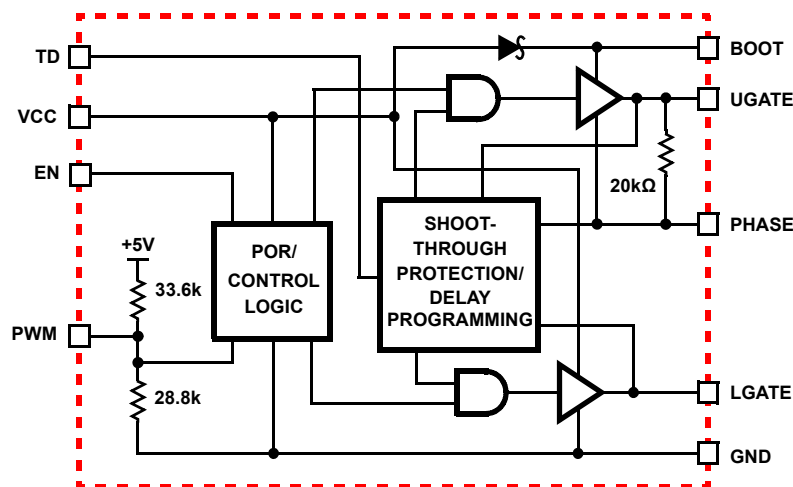 TD
BOOT
VCC
UGATE
EN
20kΩ
SHOOT-
THROUGH
PROTECTION/
DELAY
PROGRAMMING
PHASE
POR/
CONTROL
LOGIC
+5V
33.6k
PWM
28.8k
LGATE
GND